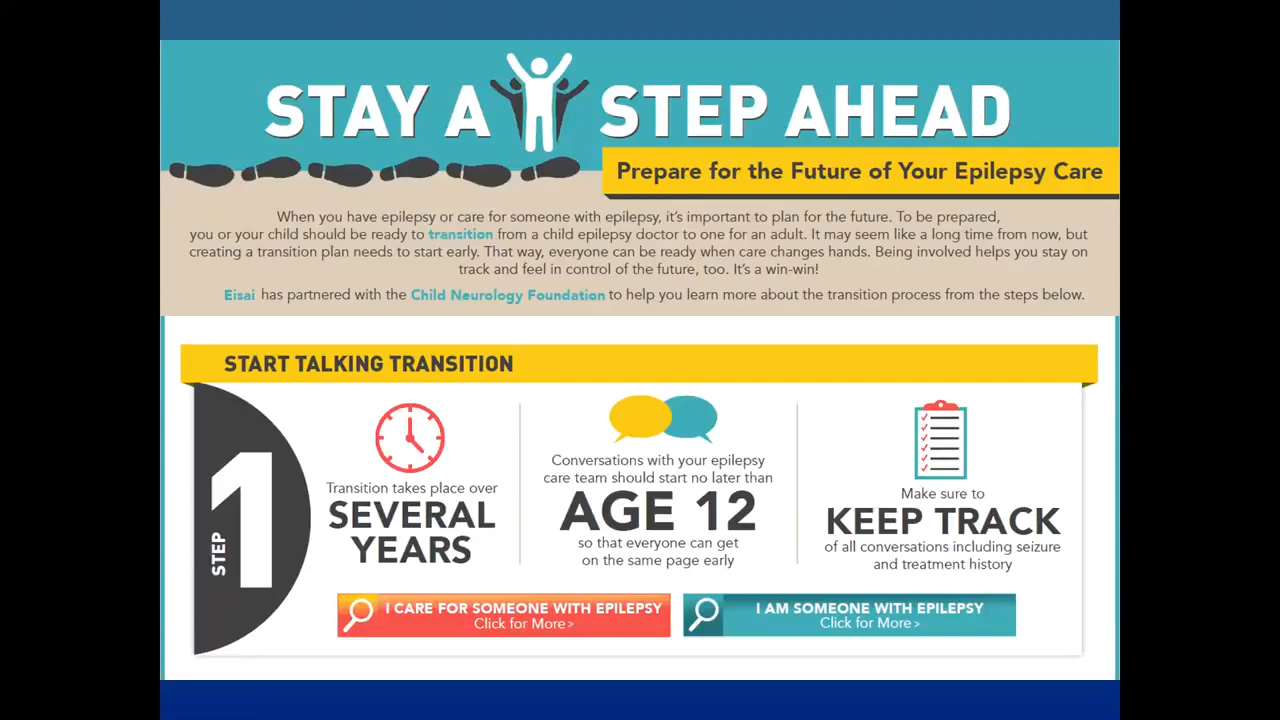 STAY A STEP AHEAD
Prepare for the Future of Your Epilepsy Care
When you have epilepsy or care for someone with epilepsy, it's important to plan for the future. To be prepared,
you or your child should be ready to transition from a child epilepsy doctor to one for an adult. It may seem like a long time from now, but
creating a transition plan needs to start early. That way, everyone can be ready when care changes hands. Being involved helps you stay on
track and feel in control of the future, too. It's a win-win!
Eisai has partnered with the Child Neurology Foundation to help you learn more about the transition process from the steps below.
START TALKING TRANSITION
STEP 1
Transition takes place over
SEVERAL
YEARS
Conversations with your epilepsy
care team should start no later than
AGE 12
so that everyone can get
on the same page early
Make sure to
KEEP TRACK
of all conversations including seizure
and treatment history
I CARE FOR SOMEONE WITH EPILEPSY
Click for More >
I AM SOMEONE WITH EPILEPSY
Click for More >